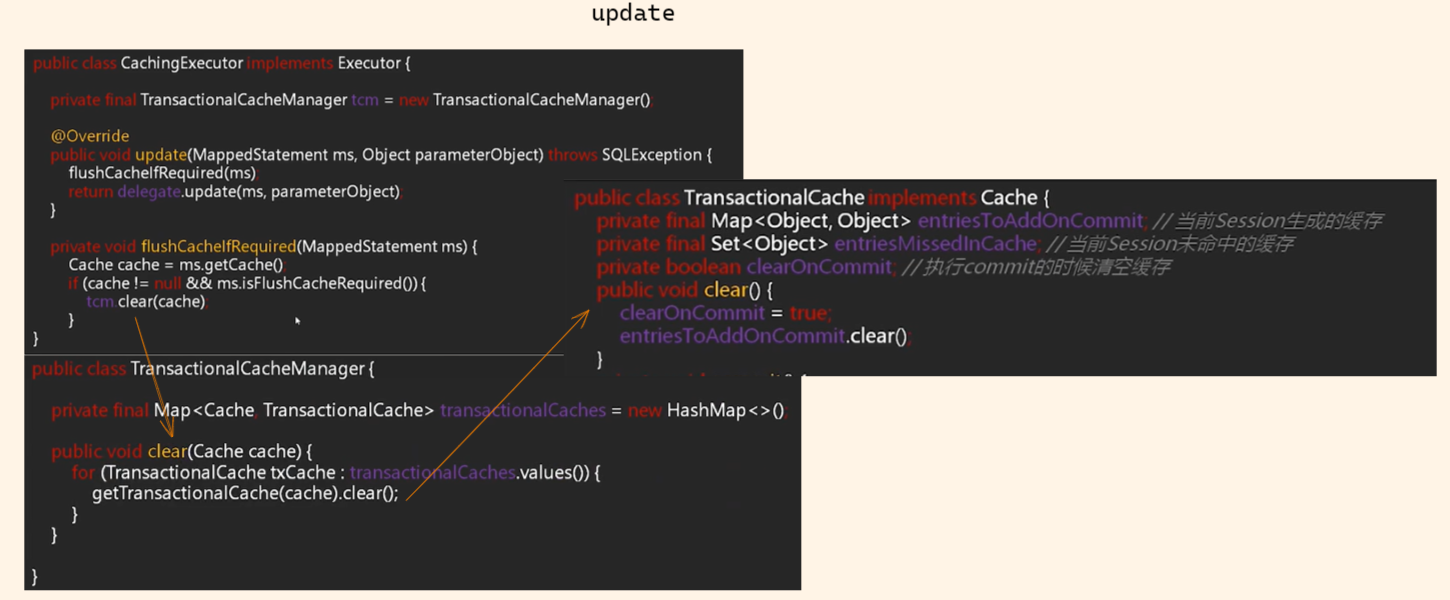 update
public class CachingExecutor implements Executor {
private final TransactionalCacheManager tcm = new TransactionalCacheManager();
@Override
public void update(MappedStatement ms, Object parameterObject) throws SQLException {
flushCacheIfRequired(ms);
return delegate.update(ms, parameterObject);
}
private void flushCacheIfRequired(MappedStatement ms) {
Cache cache = ms.getCache();
if (cache != null && ms.isFlushCacheRequired()) {
tcm.clear(cache);
}
}
public class TransactionalCache implements Cache {
private final Map<Object, Object> entriesToAddOnCommit; // 当前Session生成的缓存
private final Set<Object> entriesMissedInCache; //当前Session未命中的缓存
private boolean clearOnCommit; //执行commit的时候清空缓存
public void clear() {
clearOnCommit = true;
entriesToAddOnCommit.clear();
}
public class TransactionalCacheManager {
private final Map<Cache, TransactionalCache> transactionalCaches = new HashMap<>();
public void clear(Cache cache) {
for (TransactionalCache txCache : transactionalCaches.values()) {
getTransactionalCache(cache).clear();
}
}
}